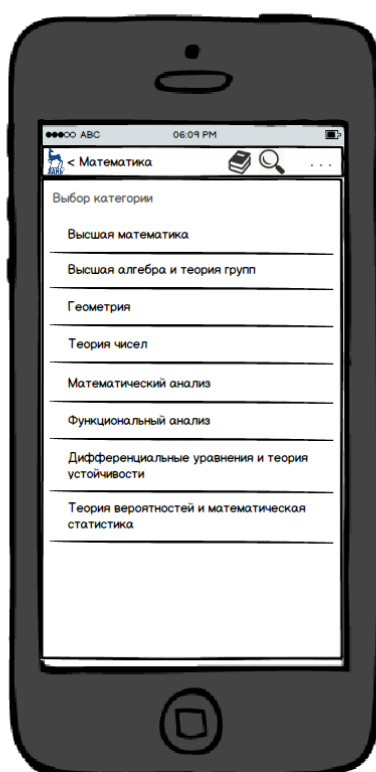 ABC 06:09 PM
ЛАНЬ
< Математика ...
Выбор категории
Высшая математика
Высшая алгебра и теория групп
Геометрия
Теория чисел
Математический анализ
Функциональный анализ
Дифференциальные уравнения и теория
устойчивости
Теория вероятностей и математическая
статистика